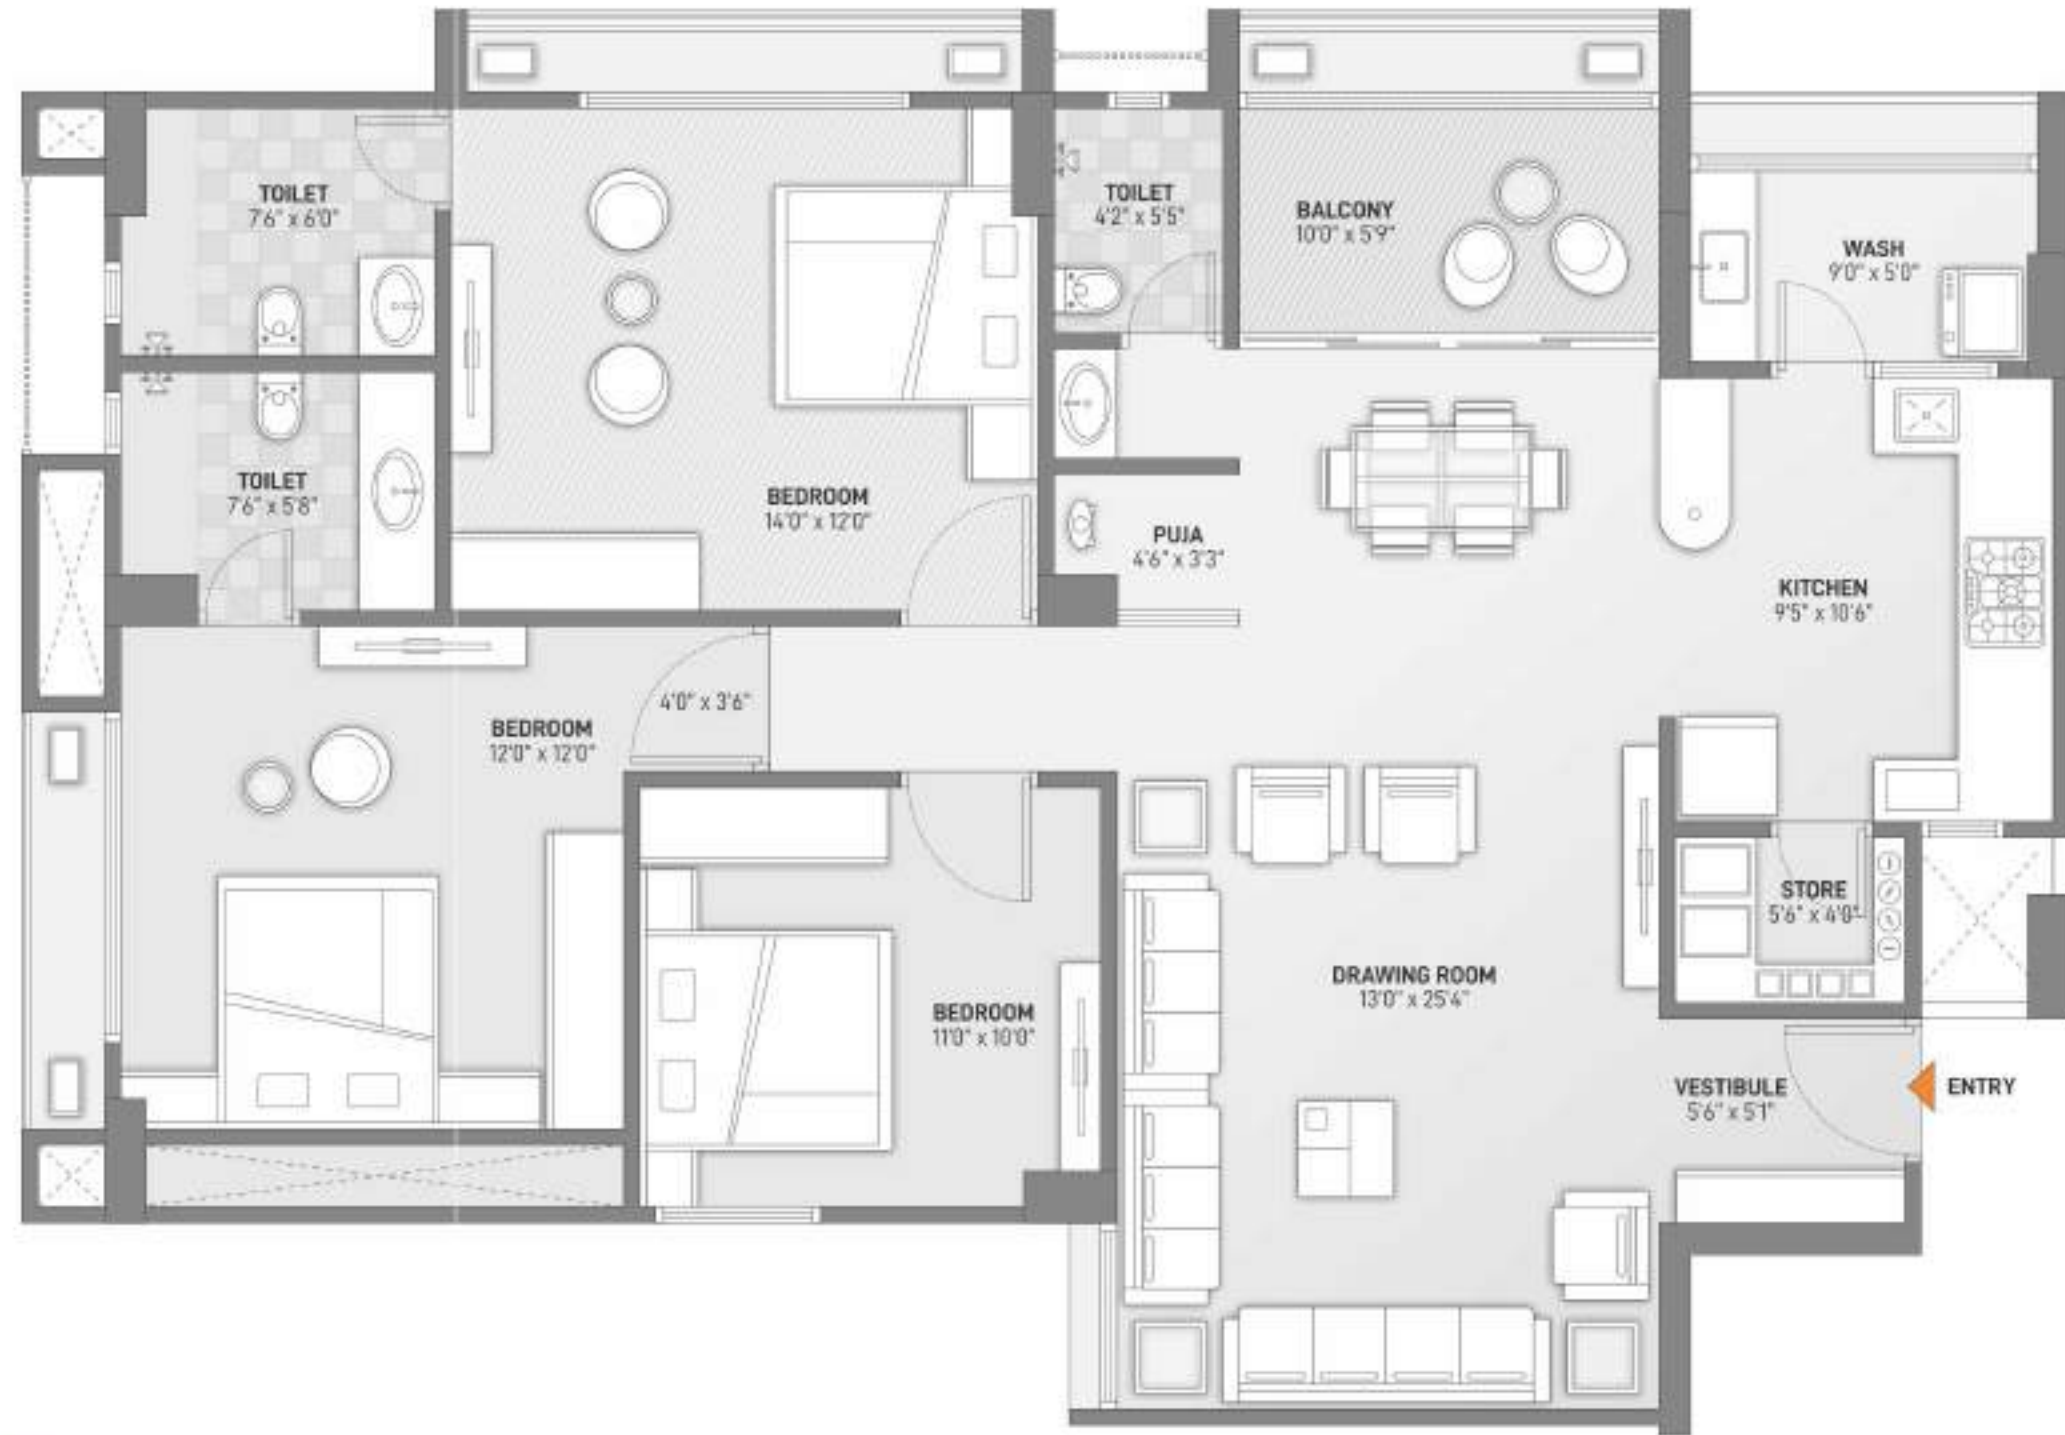 TOILET
7'6" x 6'0"
TOILET
4'2" x 5'5"
BALCONY
10'0" x 5'9"
WASH
9'0" x 5'0"
TOILET
7'6" x 5'8"
BEDROOM
14'0" x 12'0"
PUJA
4'6" x 3'3"
KITCHEN
9'5" x 10'6"
BEDROOM
12'0" x 12'0"
4'0" x 3'6"
STORE
5'6" x 4'0"
DRAWING ROOM
13'0" x 25'4"
BEDROOM
11'0" x 10'0"
VESTIBULE
5'6" x 5'1"
ENTRY